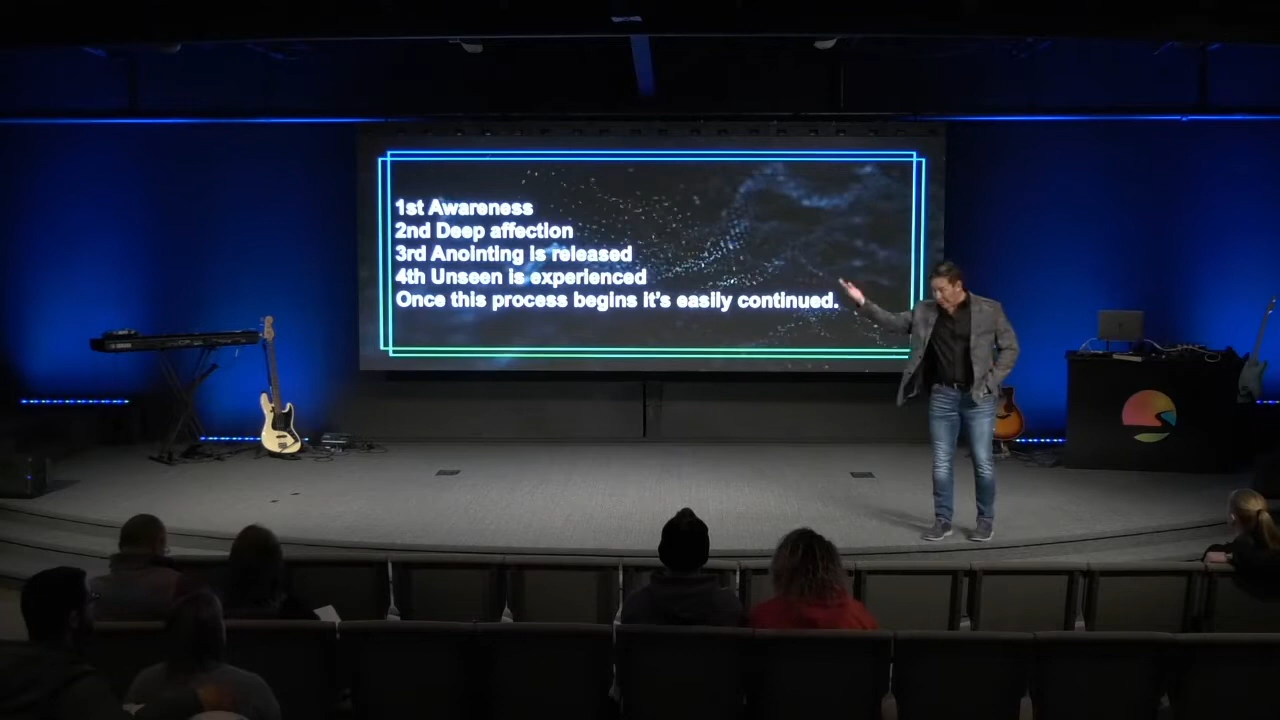 1st Awareness
2nd Deep affection
3rd Anointing is released
4th Unseen is experienced
Once this process begins it's easily continued.